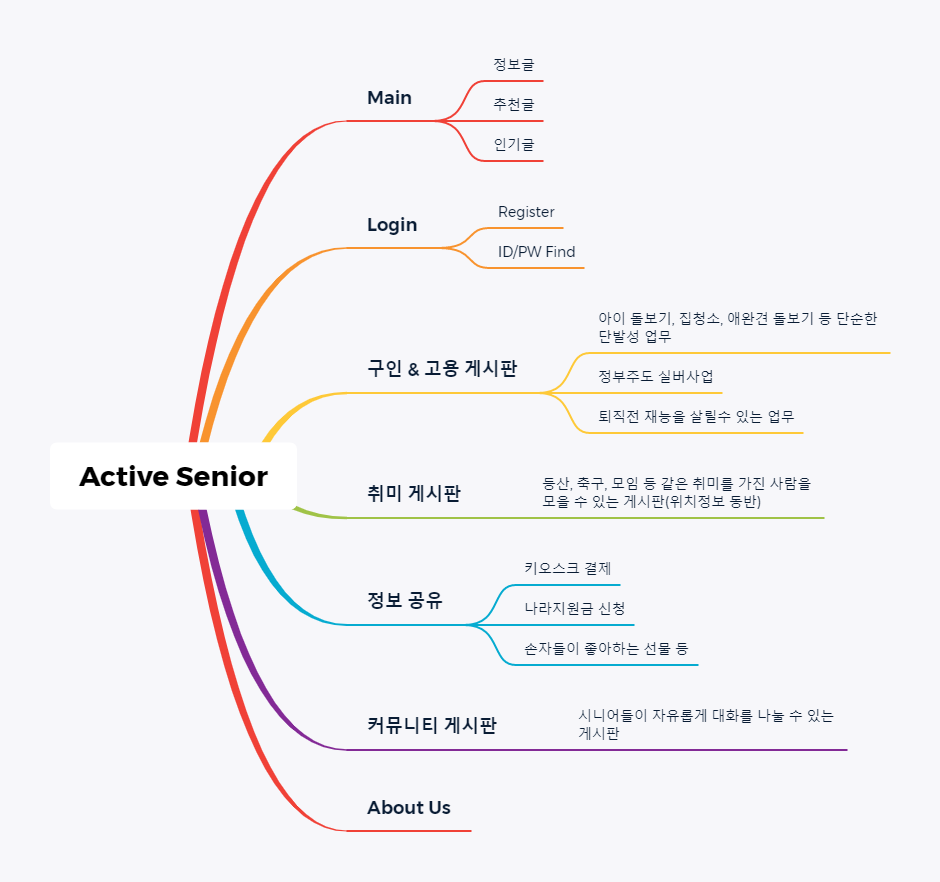 Active Senior
Main
정보글
추천글
인기글
Login
Register
ID/PW Find
구인 & 고용 게시판
아이 돌보기, 집청소, 애완견 돌보기 등 단순한
단발성 업무
정부주도 실버사업
퇴직전 재능을 살릴수 있는 업무
취미 게시판
등산, 축구, 모임 등 같은 취미를 가진 사람을
모을 수 있는 게시판(위치정보 동반)
정보 공유
키오스크 결제
나라지원금 신청
손자들이 좋아하는 선물 등
커뮤니티 게시판
시니어들이 자유롭게 대화를 나눌 수 있는
게시판
About Us